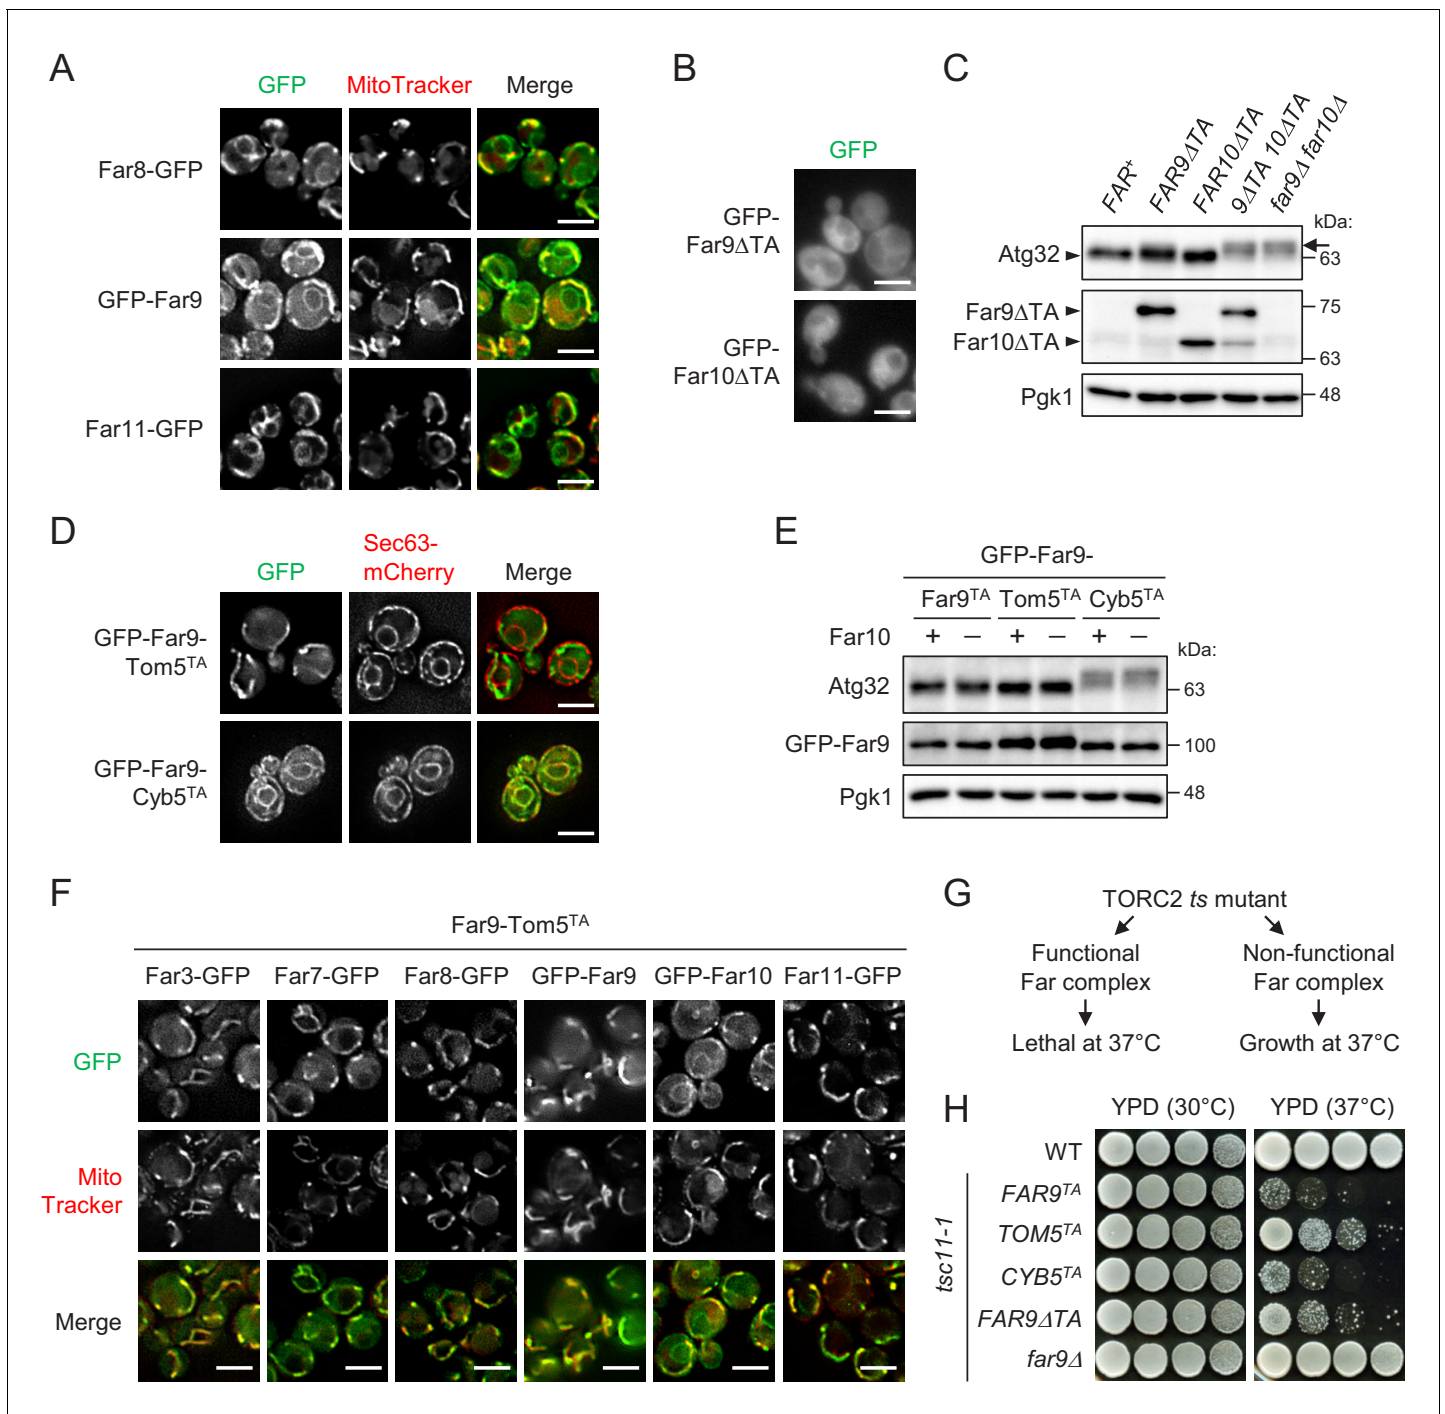 A
GFP MitoTracker Merge
Far8-GFP
GFP-Far9
Far11-GFP
B
GFP
GFP-
Far9ΔTA
GFP-
Far10ΔTA
C
FAR⁺ FAR9ΔTA FAR10ΔTA 9ΔTA 10ΔTA far9Δ far10Δ
kDa:
Atg32
63
Far9ΔTA
75
Far10ΔTA
63
Pgk1
48
D
GFP Sec63-
mCherry Merge
GFP-Far9-
Tom5ᵀᴬ
GFP-Far9-
Cyb5ᵀᴬ
E
GFP-Far9-
Far9ᵀᴬ Tom5ᵀᴬ Cyb5ᵀᴬ
Far10 + − + − + −
kDa:
Atg32
63
GFP-Far9
100
Pgk1
48
F
Far9-Tom5ᵀᴬ
Far3-GFP Far7-GFP Far8-GFP GFP-Far9 GFP-Far10 Far11-GFP
GFP
Mito
Tracker
Merge
G
TORC2 ts mutant
Functional
Far complex
Non-functional
Far complex
Lethal at 37°C
Growth at 37°C
H
YPD (30°C) YPD (37°C)
WT
tsc11-1
FAR9ᵀᴬ
TOM5ᵀᴬ
CYB5ᵀᴬ
FAR9ΔTA
far9Δ